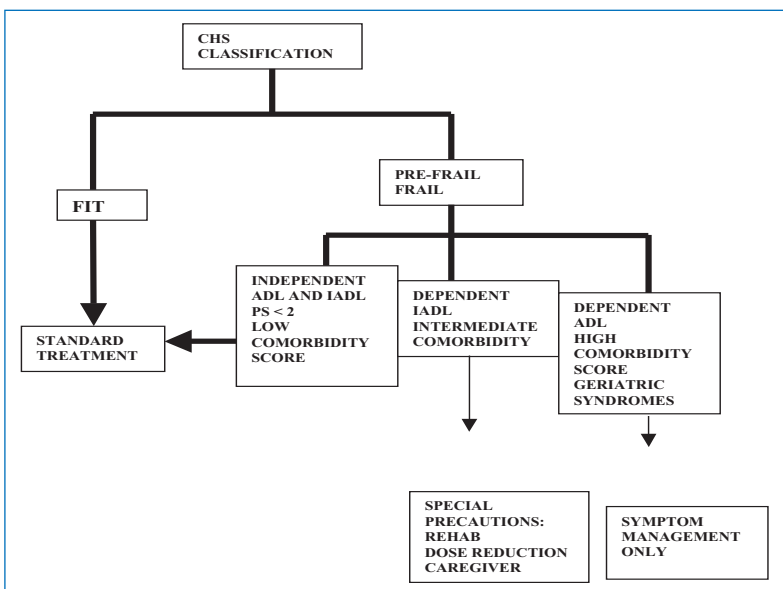 CHS
CLASSIFICATION
PRE-FRAIL
FRAIL
FIT
INDEPENDENT
ADL AND IADL
PS < 2
LOW
COMORBIDITY
SCORE
DEPENDENT
IADL
INTERMEDIATE
COMORBIDITY
DEPENDENT
ADL
HIGH
COMORBIDITY
SCORE
GERIATRIC
SYNDROMES
STANDARD
TREATMENT
SPECIAL
PRECAUTIONS:
REHAB
DOSE REDUCTION
CAREGIVER
SYMPTOM
MANAGEMENT
ONLY